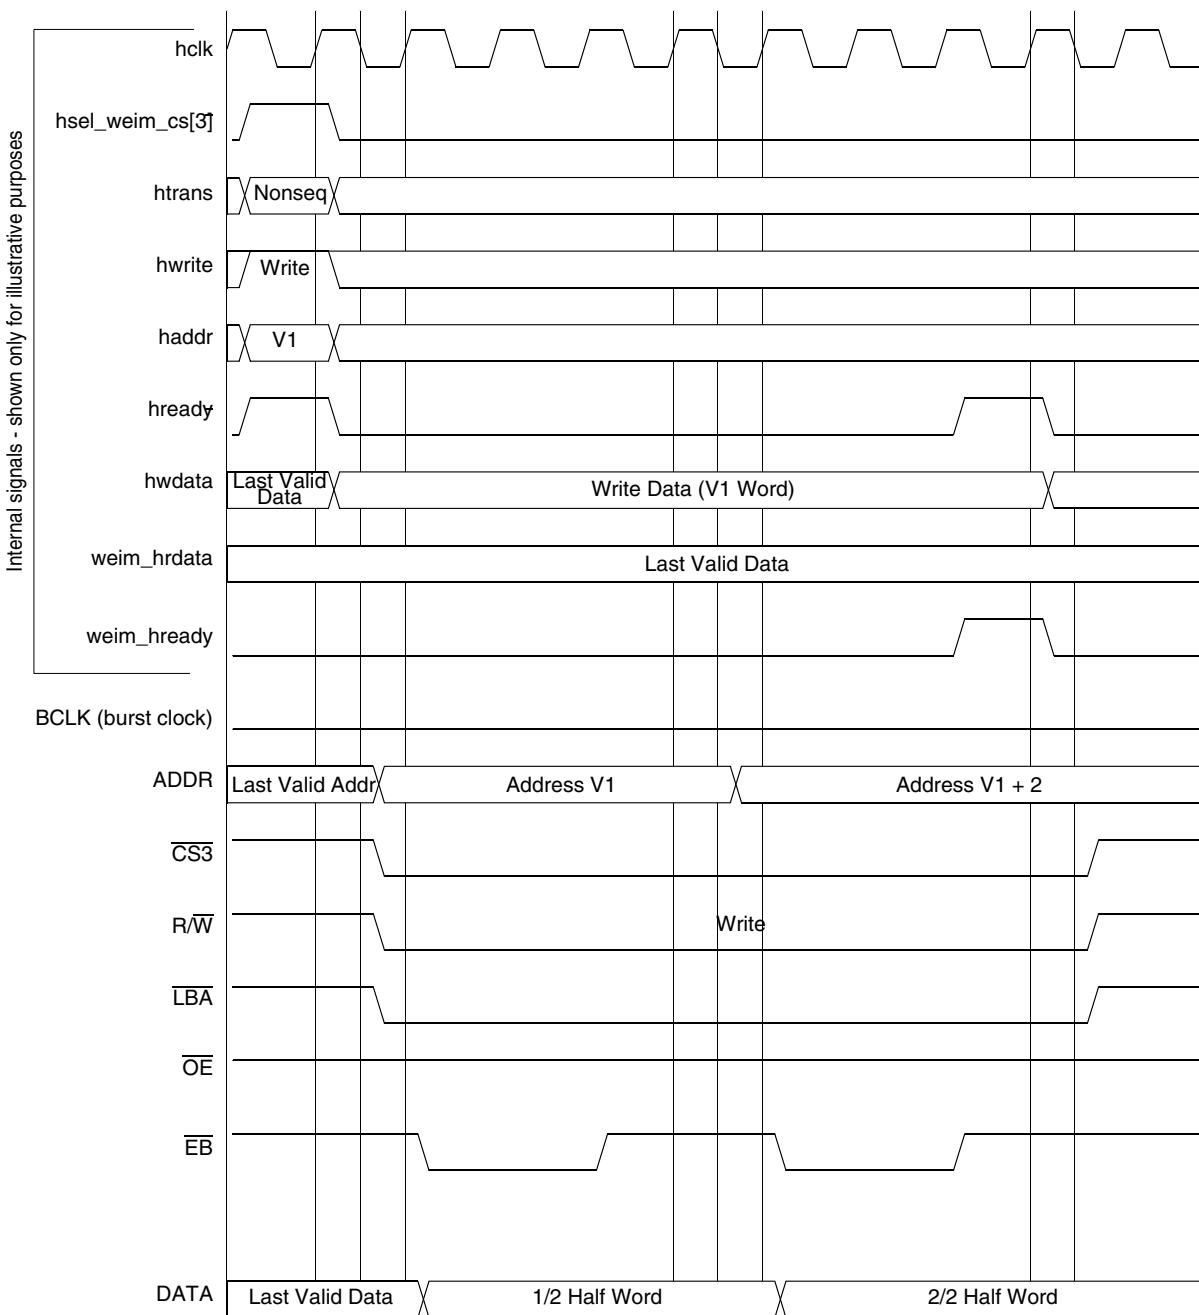 Internal signals - shown only for illustrative purposes
hclk
hsel_weim_cs[3]
htrans
Nonseq
hwrite
Write
haddr
V1
hready
hwdata
Last Valid
Data
Write Data (V1 Word)
weim_hrdata
Last Valid Data
weim_hready
BCLK (burst clock)
ADDR
Last Valid Addr
Address V1
Address V1 + 2
CS3
R/W
Write
LBA
OE
EB
DATA
Last Valid Data
1/2 Half Word
2/2 Half Word